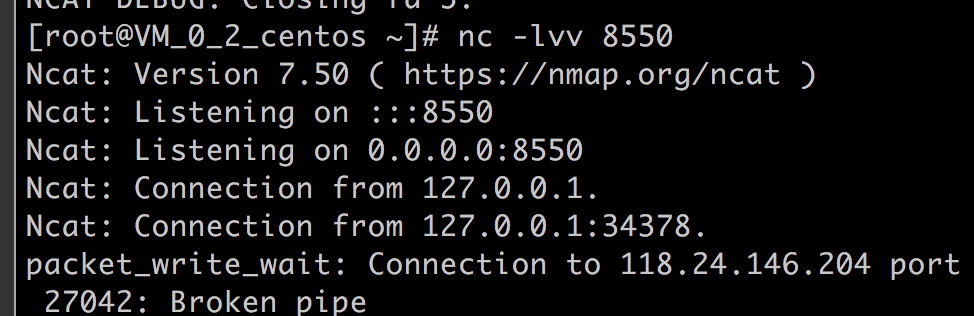 NCAT DEBUG: Closing fd 5.
[root@VM_0_2_centos ~]# nc -lvv 8550
Ncat: Version 7.50 ( https://nmap.org/ncat )
Ncat: Listening on :::8550
Ncat: Listening on 0.0.0.0:8550
Ncat: Connection from 127.0.0.1.
Ncat: Connection from 127.0.0.1:34378.
packet_write_wait: Connection to 118.24.146.204 port
27042: Broken pipe